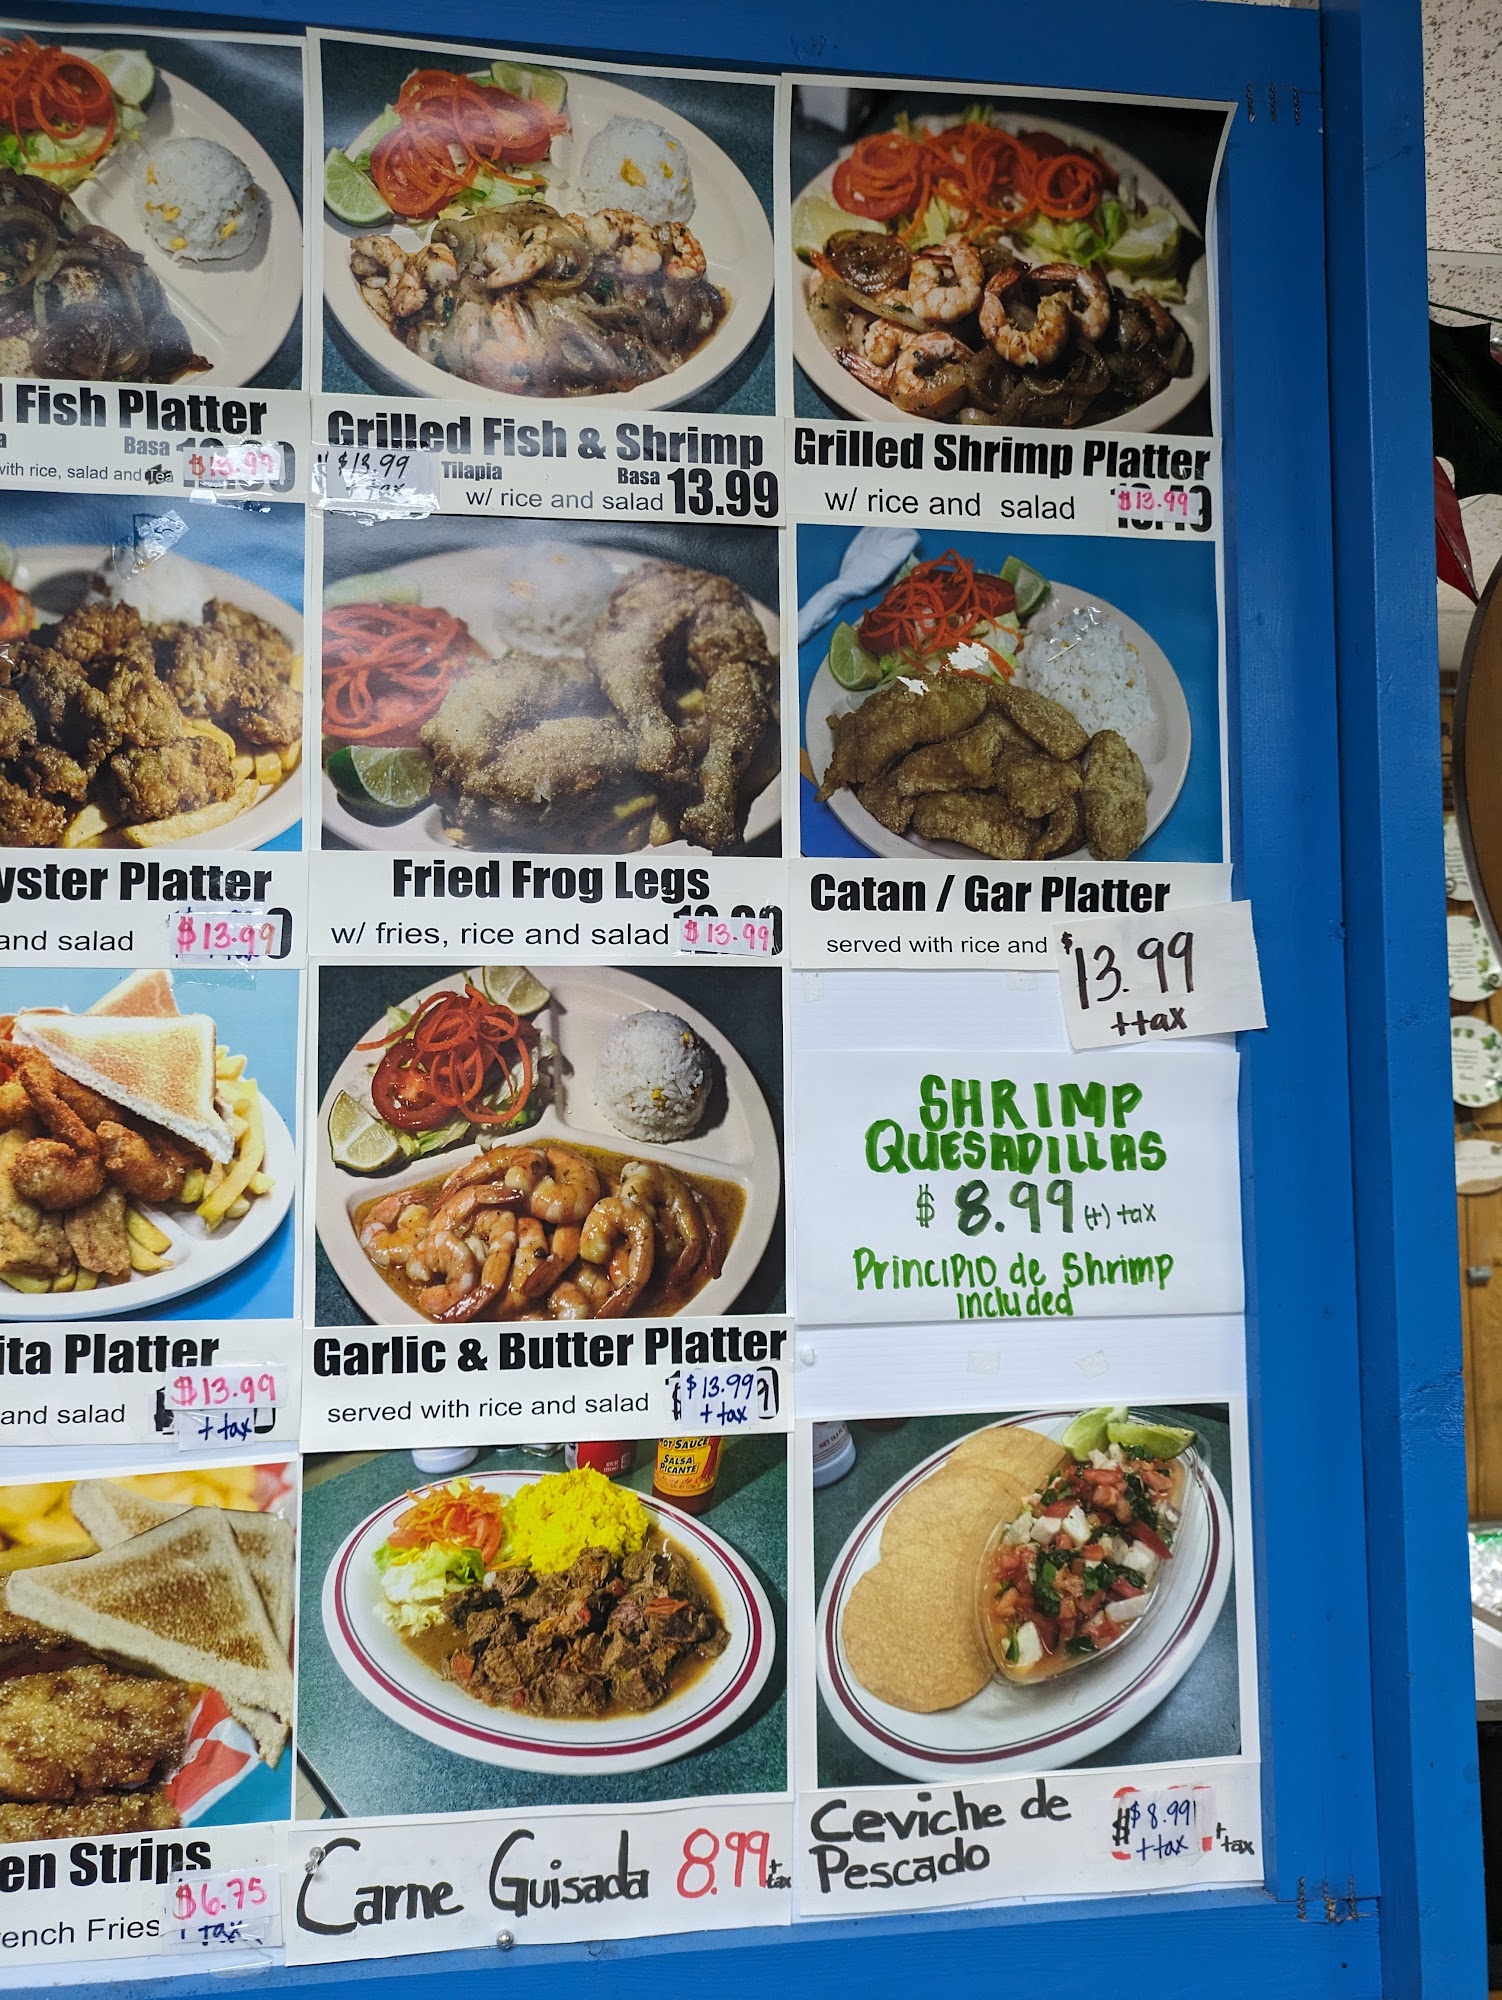 Fish Platter
Basa
$13.99
with rice, salad and Tea
Grilled Fish & Shrimp
$13.99
tax
Tilapia
Basa
13.99
w/ rice and salad
Grilled Shrimp Platter
w/ rice and salad
$13.99
yster Platter
and salad
$13.99
Fried Frog Legs
w/ fries, rice and salad
$13.99
Catan / Gar Platter
served with rice and
$13.99
+tax
SHRIMP
QUESADILLAS
$ 8.99 (+) tax
PrinciPIO de Shrimp
included
ita Platter
and salad
$13.99
+ tax
Garlic & Butter Platter
served with rice and salad
$13.99
+ tax
HOT SAUCE
SALSA
PICANTE
en Strips
ench Fries
$6.75
+ tax
Carne Guisada 8.99 + tax
Ceviche de
Pescado
$8.99
+tax
+ tax